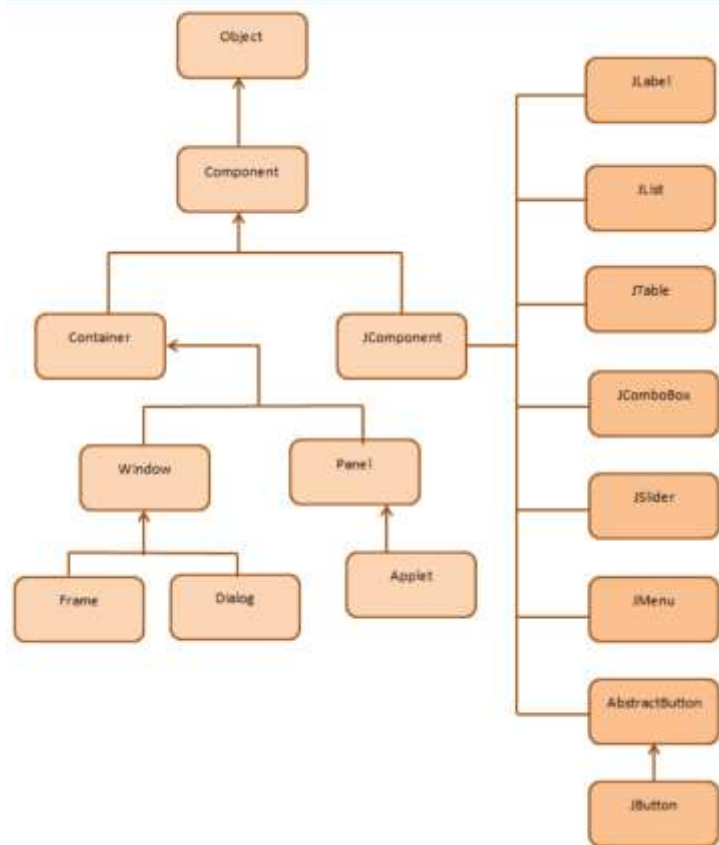 Object
JLabel
Component
JList
JTable
Container
JComponent
JComboBox
Window
Panel
JSlider
Frame
Dialog
Applet
JMenu
AbstractButton
JButton